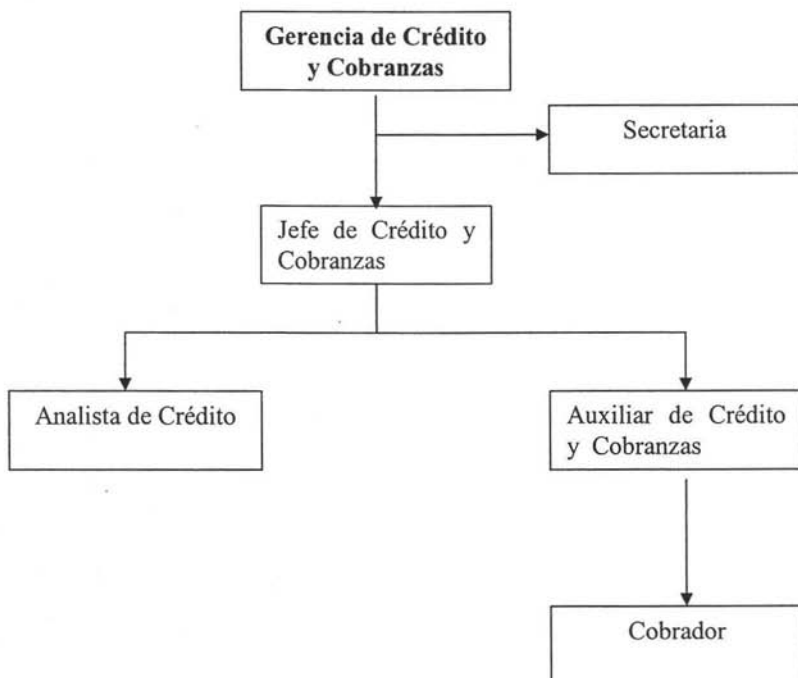 Gerencia de Crédito
y Cobranzas
Secretaria
Jefe de Crédito y
Cobranzas
Analista de Crédito
Auxiliar de Crédito
y Cobranzas
Cobrador